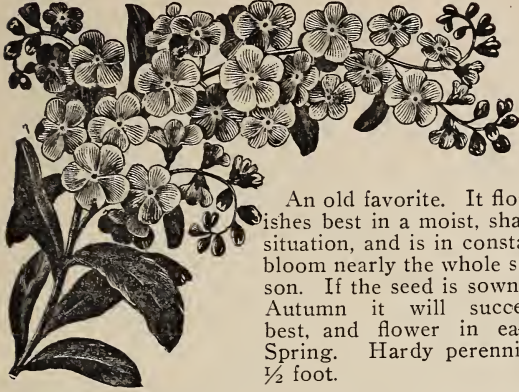 An old favorite. It flo
ishes best in a moist, sha
situation, and is in consta
bloom nearly the whole s
son. If the seed is sown
Autumn it will succe
best, and flower in ea
Spring. Hardy perenni
½ foot.